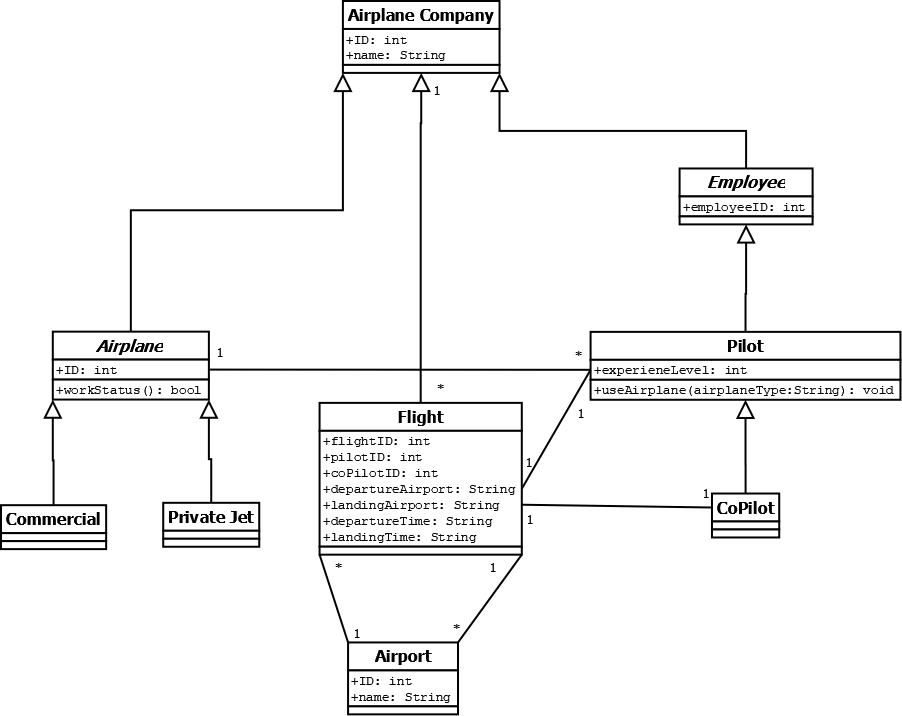 Airplane Company
+ID: int
+name: String
1
Employee
+employeeID: int
Airplane
+ID: int
+workStatus(): bool
1
*
Pilot
+experieneLevel: int
+useAirplane(airplaneType:String): void
*
Flight
+flightID: int
+pilotID: int
+coPilotID: int
+departureAirport: String
+landingAirport: String
+departureTime: String
+landingTime: String
1
1
1
1
Commercial
Private Jet
CoPilot
*
1
1
*
Airport
+ID: int
+name: String